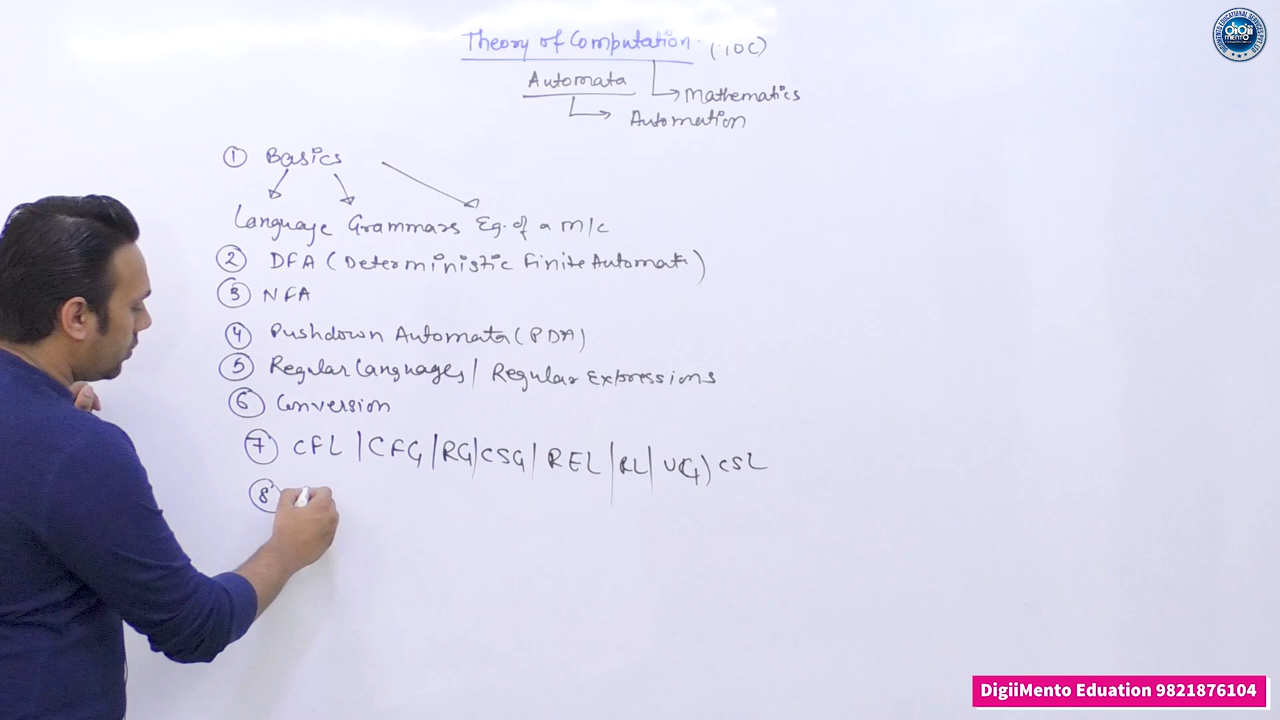 Theory of Computation. (TOC)
Automata
Mathematics
Automation
① Basics
Language Grammars Eg. of a m/c
② DFA (Deterministic Finite Automata)
③ NFA
④ Pushdown Automata (PDA)
⑤ Regular Languages / Regular Expressions
⑥ Conversion
⑦ CFL | CFG | RG | CSG | REL | RL | UG) CSL
⑧
DigiiMento Eduation 9821876104
DIGII MENTO